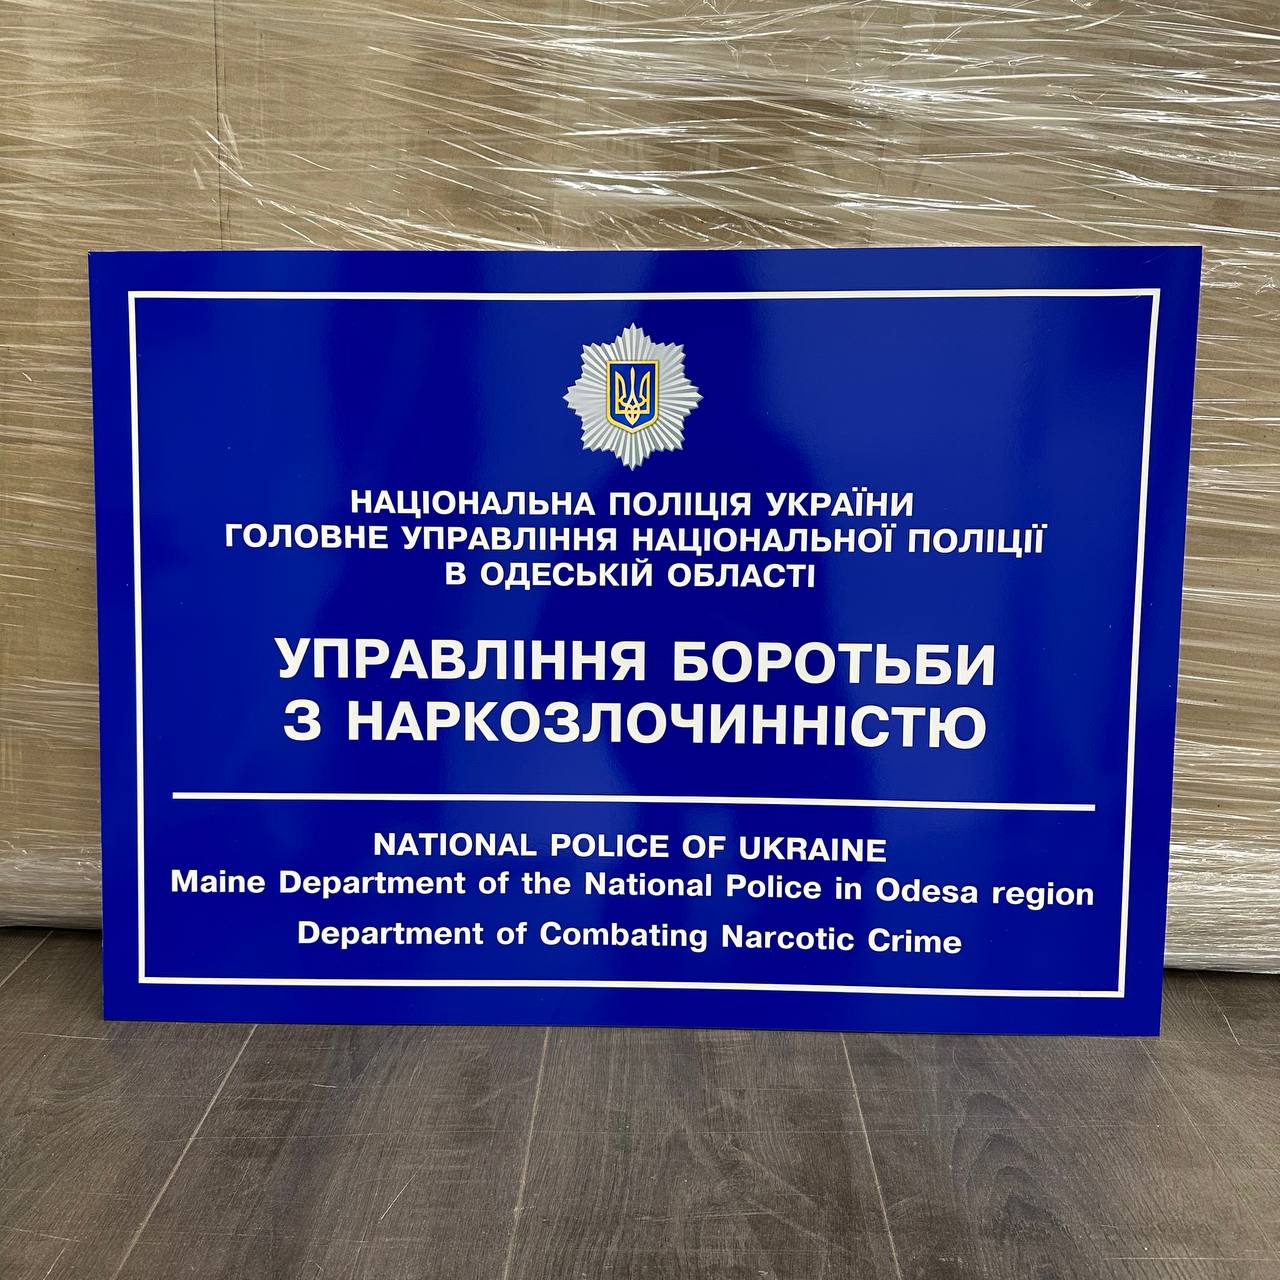 НАЦІОНАЛЬНА ПОЛІЦІЯ УКРАЇНИ
ГОЛОВНЕ УПРАВЛІННЯ НАЦІОНАЛЬНОЇ ПОЛІЦІЇ
В ОДЕСЬКІЙ ОБЛАСТІ
УПРАВЛІННЯ БОРОТЬБИ
З НАРКОЗЛОЧИННІСТЮ
NATIONAL POLICE OF UKRAINE
Maine Department of the National Police in Odesa region
Department of Combating Narcotic Crime